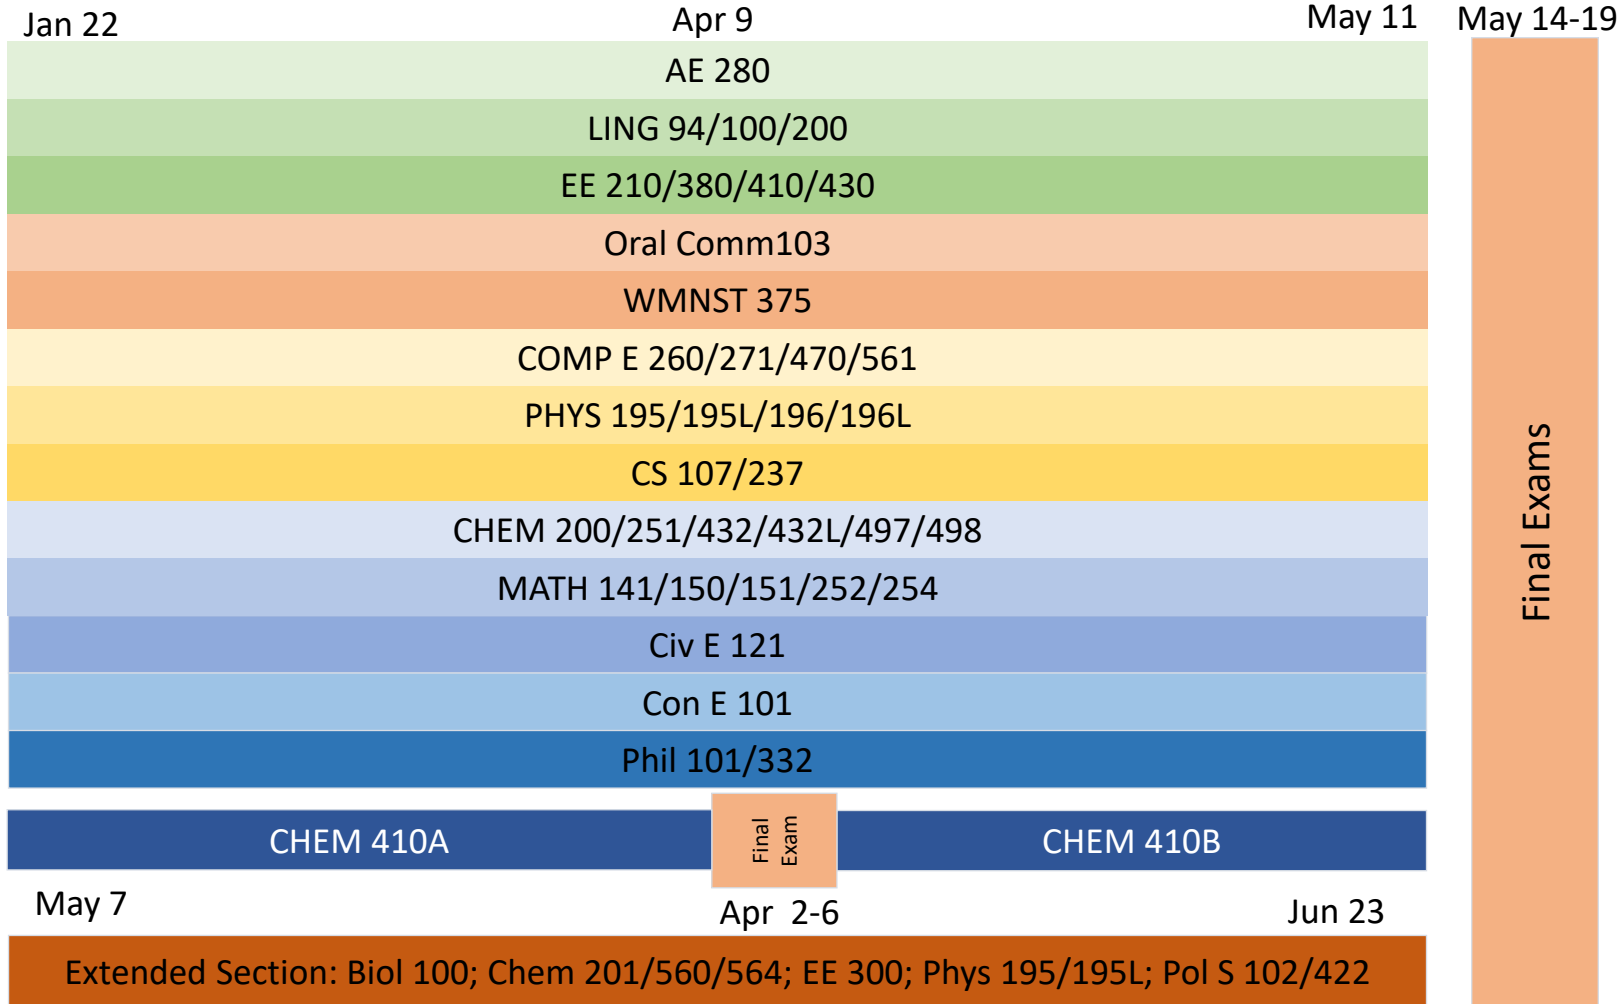 Jan 22
Apr 9
May 11
May 14-19
AE 280
LING 94/100/200
EE 210/380/410/430
Oral Comm103
WMNST 375
COMP E 260/271/470/561
PHYS 195/195L/196/196L
CS 107/237
CHEM 200/251/432/432L/497/498
MATH 141/150/151/252/254
Civ E 121
Con E 101
Phil 101/332
Final Exams
CHEM 410A
Final
Exam
CHEM 410B
May 7
Apr  2-6
Jun 23
Extended Section: Biol 100; Chem 201/560/564; EE 300; Phys 195/195L; Pol S 102/422